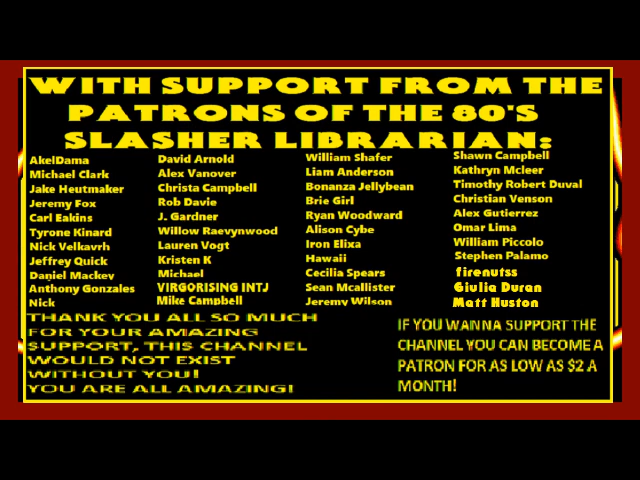 WITH SUPPORT FROM THE
PATRONS OF THE 80'S
SLASHER LIBRARIAN:
AkelDama
Michael Clark
Jake Heutmaker
Jeremy Fox
Carl Eakins
Tyrone Kinard
Nick Velkavrh
Jeffrey Quick
Daniel Mackey
Anthony Gonzales
Nick
David Arnold
Alex Vanover
Christa Campbell
Rob Davie
J. Gardner
Willow Raevynwood
Lauren Vogt
Kristen K
Michael
VIRGORISING INTJ
Mike Campbell
William Shafer
Liam Anderson
Bonanza Jellybean
Brie Girl
Ryan Woodward
Alison Cybe
Iron Elixa
Hawaii
Cecilia Spears
Sean Mcallister
Jeremy Wilson
Shawn Campbell
Kathryn Mcleer
Timothy Robert Duval
Christian Venson
Alex Gutierrez
Omar Lima
William Piccolo
Stephen Palamo
firenutss
Giulia Duran
Matt Huston
THANK YOU ALL SO MUCH
FOR YOUR AMAZING
SUPPORT, THIS CHANNEL
WOULD NOT EXIST
WITHOUT YOU!
YOU ARE ALL AMAZING!
IF YOU WANNA SUPPORT THE
CHANNEL YOU CAN BECOME A
PATRON FOR AS LOW AS $2 A
MONTH!